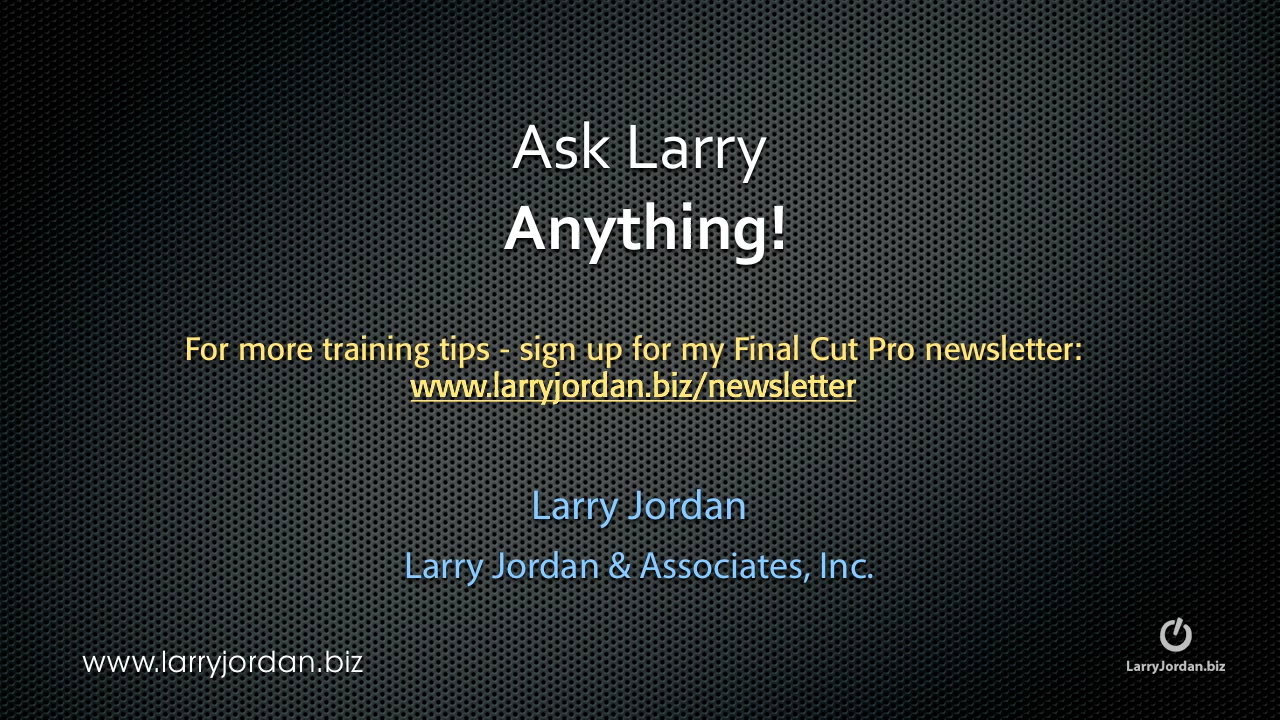 Ask Larry
Anything!
For more training tips - sign up for my Final Cut Pro newsletter:
www.larryjordan.biz/newsletter
Larry Jordan
Larry Jordan & Associates, Inc.
www.larryjordan.biz
LarryJordan.biz